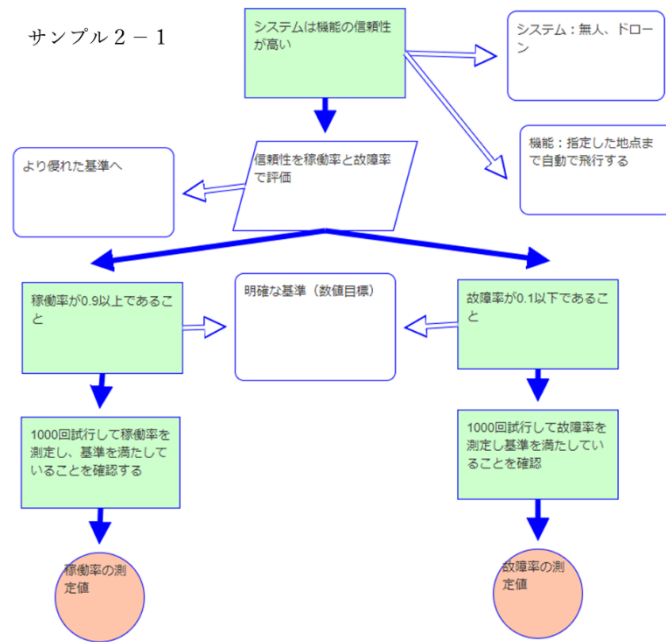 サンプル２－１
システムは機能の信頼性
が高い
システム：無人、ドロー
ン
機能：指定した地点ま
で自動で飛行する
より優れた基準へ
信頼性を稼働率と故障率
で評価
稼働率が0.9以上であるこ
と
明確な基準（数値目標）
故障率が0.1以下であるこ
と
1000回試行して稼働率を
測定し、基準を満たして
いることを確認する
1000回試行して故障率を
測定し基準を満たしてい
ることを確認
稼働率の測
定値
故障率の測
定値